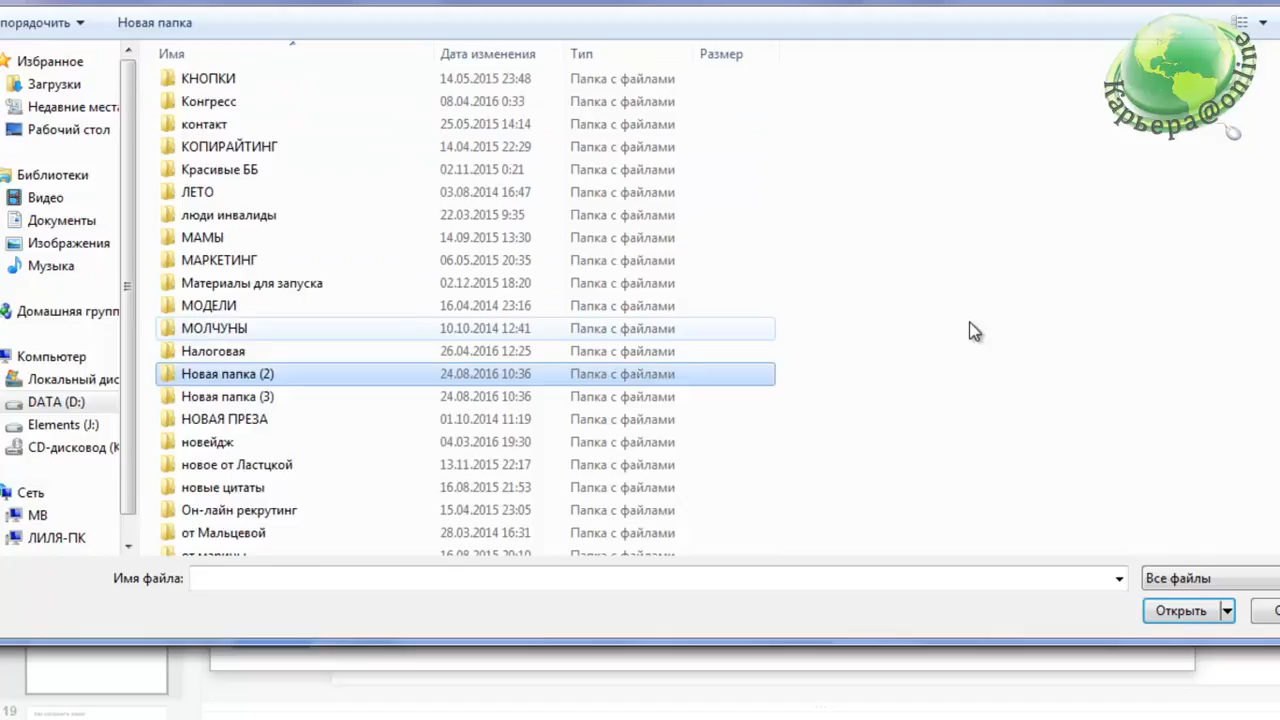 порядочить
Новая папка
Имя
Дата изменения
Тип
Размер
Избранное
Загрузки
Недавние места
Рабочий стол
Библиотеки
Видео
Документы
Изображения
Музыка
Домашняя групп
Компьютер
Локальный дис
DATA (D:)
Elements (J:)
CD-дисковод (K
Сеть
MB
ЛИЛЯ-ПК
КНОПКИ 14.05.2015 23:48 Папка с файлами
Конгресс 08.04.2016 0:33 Папка с файлами
контакт 25.05.2015 14:14 Папка с файлами
КОПИРАЙТИНГ 14.04.2015 22:29 Папка с файлами
Красивые ББ 02.11.2015 0:21 Папка с файлами
ЛЕТО 03.08.2014 16:47 Папка с файлами
люди инвалиды 22.03.2015 9:35 Папка с файлами
МАМЫ 14.09.2015 13:30 Папка с файлами
МАРКЕТИНГ 06.05.2015 20:35 Папка с файлами
Материалы для запуска 02.12.2015 18:20 Папка с файлами
МОДЕЛИ 16.04.2014 23:16 Папка с файлами
МОЛЧУНЫ 10.10.2014 12:41 Папка с файлами
Налоговая 26.04.2016 12:25 Папка с файлами
Новая папка (2) 24.08.2016 10:36 Папка с файлами
Новая папка (3) 24.08.2016 10:36 Папка с файлами
НОВАЯ ПРЕЗА 01.10.2014 11:19 Папка с файлами
новейдж 04.03.2016 19:30 Папка с файлами
новое от Ластцкой 13.11.2015 22:17 Папка с файлами
новые цитаты 16.08.2015 21:53 Папка с файлами
Он-лайн рекрутинг 15.04.2015 23:05 Папка с файлами
от Мальцевой 28.03.2014 16:31 Папка с файлами
от марины 16.08.2015 20:10 Папка с файлами
Имя файла:
Все файлы
Открыть
Карьера@online
19